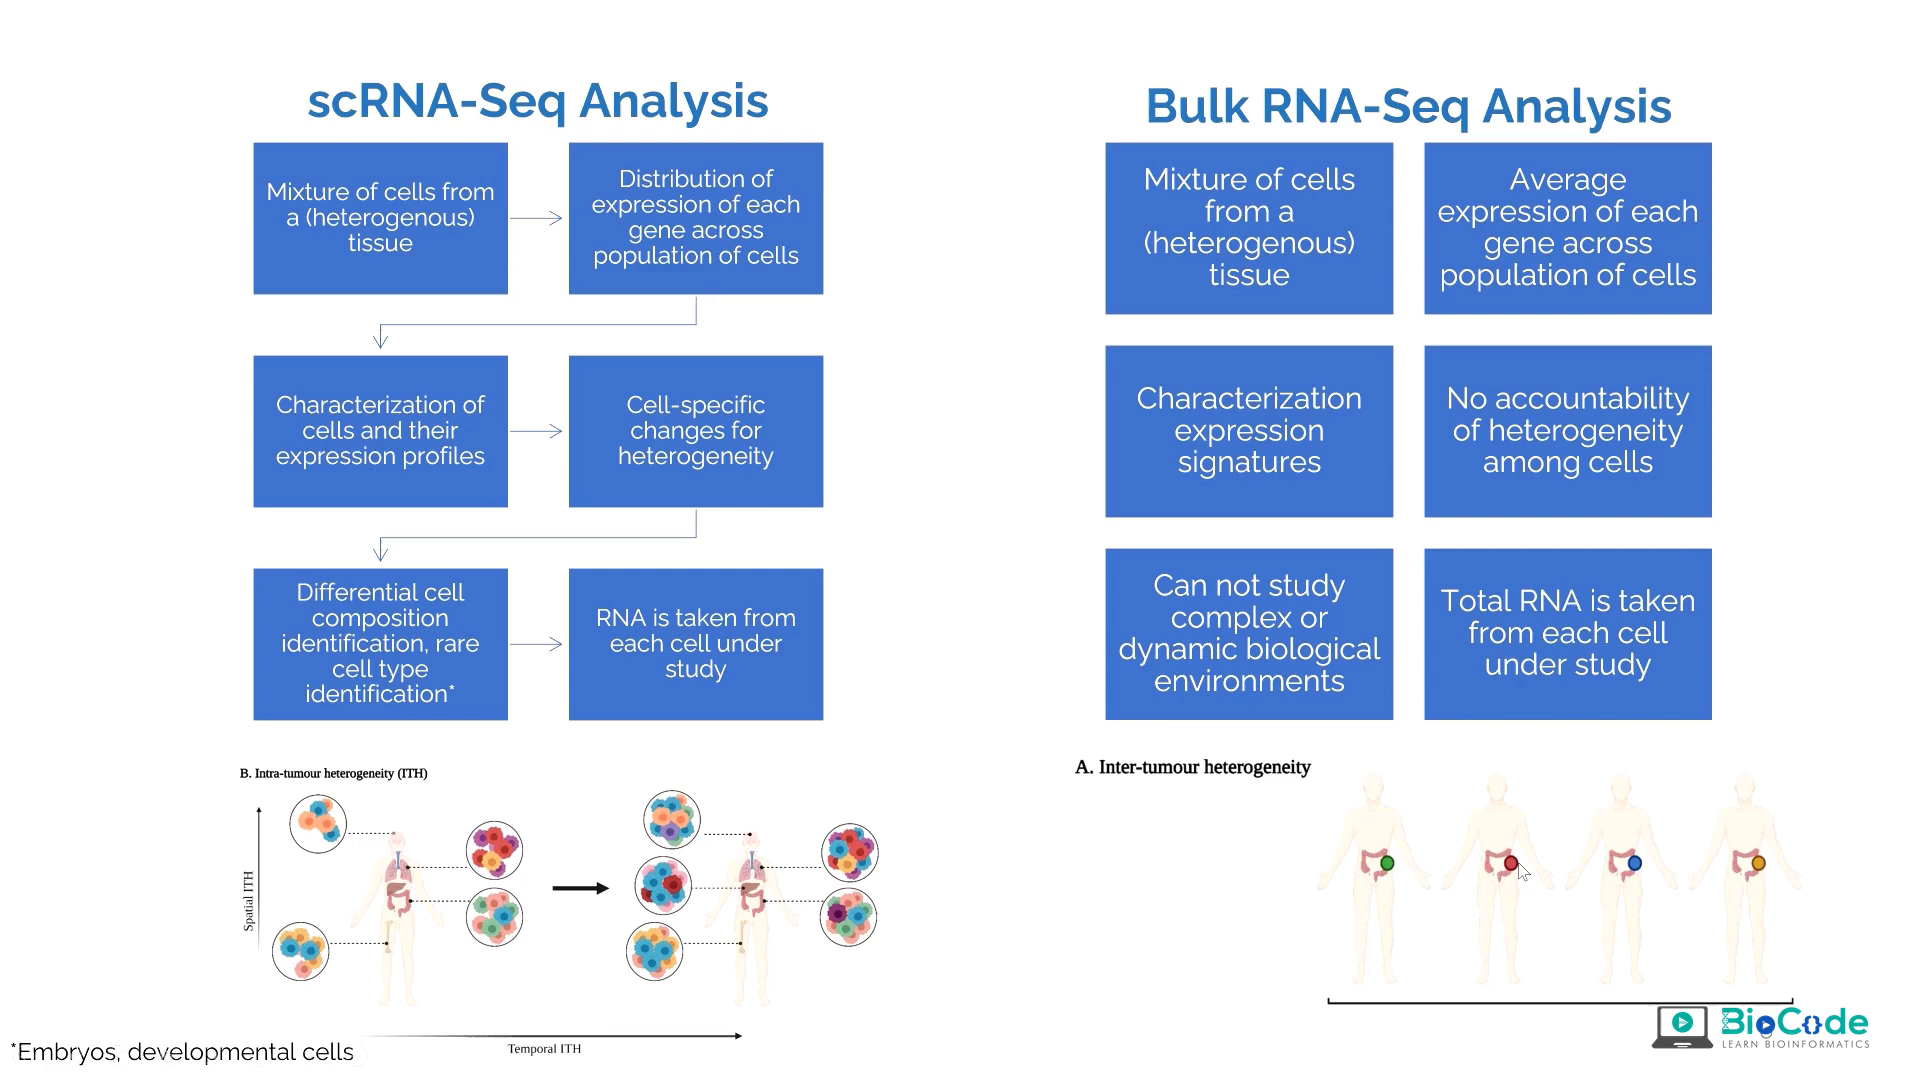 scRNA-Seq Analysis
Mixture of cells from
a (heterogenous)
tissue
Distribution of
expression of each
gene across
population of cells
Characterization of
cells and their
expression profiles
Cell-specific
changes for
heterogeneity
Differential cell
composition
identification, rare
cell type
identification*
RNA is taken from
each cell under
study
B. Intra-tumour heterogeneity (ITH)
Spatial ITH
Temporal ITH
*Embryos, developmental cells
Bulk RNA-Seq Analysis
Mixture of cells
from a
(heterogenous)
tissue
Average
expression of each
gene across
population of cells
Characterization
expression
signatures
No accountability
of heterogeneity
among cells
Can not study
complex or
dynamic biological
environments
Total RNA is taken
from each cell
under study
A. Inter-tumour heterogeneity
BioCode
LEARN BIOINFORMATICS